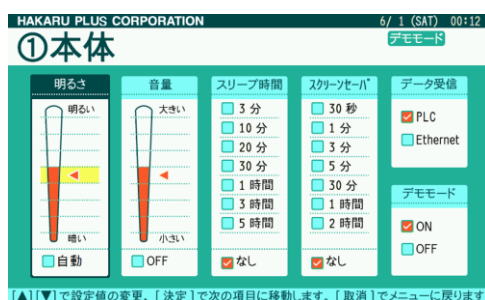 HAKARU PLUS CORPORATION 6/ 1 (SAT) 00:12
①本体 デモモード
明るさ
明るい
暗い
自動
音量
大きい
小さい
OFF
スリープ時間
3 分
10 分
20 分
30 分
1 時間
3 時間
5 時間
なし
スクリーンセーバ
30 秒
1 分
3 分
5 分
30 分
1 時間
2 時間
なし
データ受信
PLC
Ethernet
デモモード
ON
OFF
[▲][▼]で設定値の変更、[決定]で次の項目に移動します、[取消]でメニューに戻ります